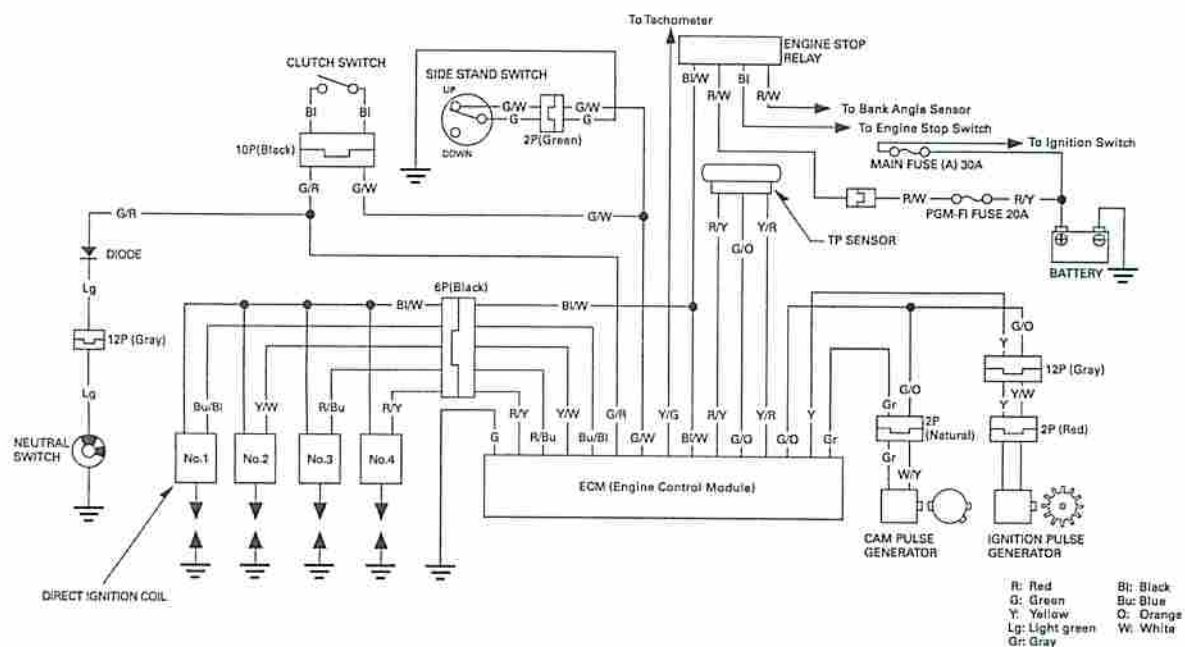 To Tachometer
ENGINE STOP
RELAY
CLUTCH SWITCH
SIDE STAND SWITCH
UP
DOWN
Bl
Bl
G/W
G
G/W
G
2P(Green)
10P(Black)
G/R
G/W
Bl/W
R/W
Bl
R/W
To Bank Angle Sensor
To Engine Stop Switch
To Ignition Switch
MAIN FUSE (A) 30A
R/W
R/Y
PGM-FI FUSE 20A
BATTERY
G/R
G/W
DIODE
Lg
12P (Gray)
Lg
NEUTRAL
SWITCH
R/Y
G/O
Y/R
TP SENSOR
6P(Black)
Bl/W
Bl/W
Bu/Bl
Y/W
R/Bu
R/Y
No.1
No.2
No.3
No.4
DIRECT IGNITION COIL
G
R/Y
R/Bu
Y/W
Bu/Bl
G/R
G/W
Y/G
Bl/W
R/Y
G/O
Y/R
G/O
Y
Gr
ECM (Engine Control Module)
Gr
G/O
2P
(Natural)
Gr
W/Y
CAM PULSE
GENERATOR
Y
G/O
12P (Gray)
Y
Y/W
2P (Red)
IGNITION PULSE
GENERATOR
R: Red
Bl: Black
G: Green
Bu: Blue
Y: Yellow
O: Orange
Lg: Light green
W: White
Gr: Gray